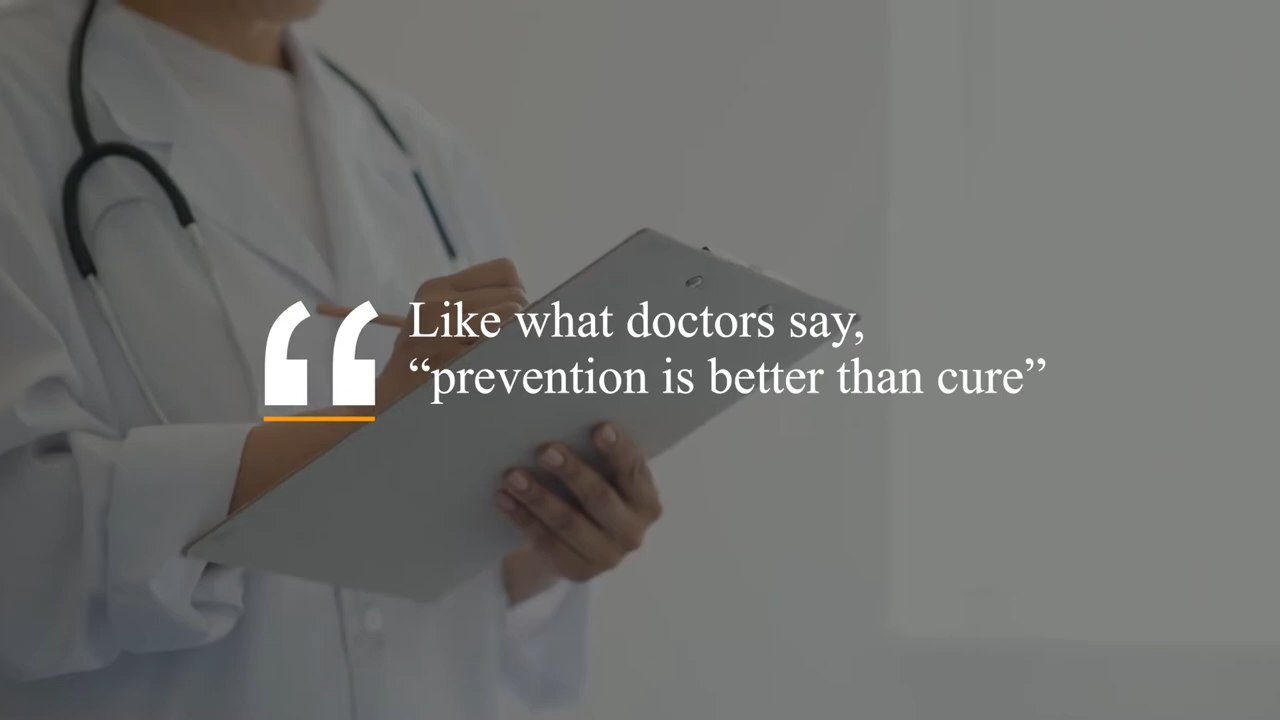 Like what doctors say,
“prevention is better than cure”